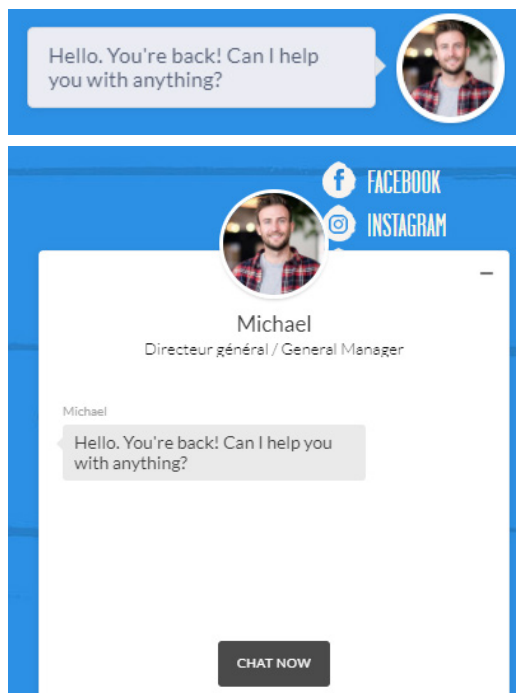 Hello. You're back! Can I help
you with anything?
FACEBOOK
INSTAGRAM
Michael
Directeur général / General Manager
Michael
Hello. You're back! Can I help you
with anything?
CHAT NOW